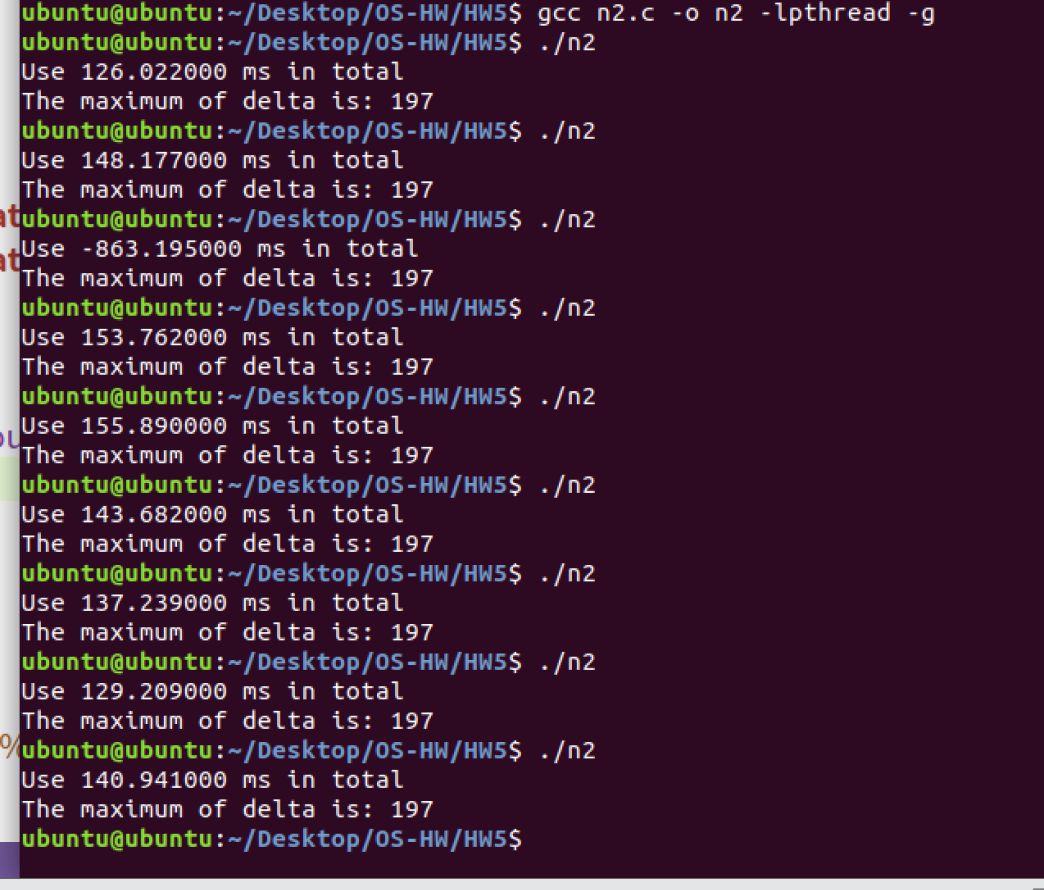 ubuntu@ubuntu:~/Desktop/OS-HW/HW5$ gcc n2.c -o n2 -lpthread -g
ubuntu@ubuntu:~/Desktop/OS-HW/HW5$ ./n2
Use 126.022000 ms in total
The maximum of delta is: 197
ubuntu@ubuntu:~/Desktop/OS-HW/HW5$ ./n2
Use 148.177000 ms in total
The maximum of delta is: 197
at
ubuntu@ubuntu:~/Desktop/OS-HW/HW5$ ./n2
at
Use -863.195000 ms in total
The maximum of delta is: 197
ubuntu@ubuntu:~/Desktop/OS-HW/HW5$ ./n2
Use 153.762000 ms in total
The maximum of delta is: 197
ubuntu@ubuntu:~/Desktop/OS-HW/HW5$ ./n2
Use 155.890000 ms in total
The maximum of delta is: 197
ubuntu@ubuntu:~/Desktop/OS-HW/HW5$ ./n2
Use 143.682000 ms in total
The maximum of delta is: 197
ubuntu@ubuntu:~/Desktop/OS-HW/HW5$ ./n2
Use 137.239000 ms in total
The maximum of delta is: 197
ubuntu@ubuntu:~/Desktop/OS-HW/HW5$ ./n2
Use 129.209000 ms in total
The maximum of delta is: 197
%
ubuntu@ubuntu:~/Desktop/OS-HW/HW5$ ./n2
Use 140.941000 ms in total
The maximum of delta is: 197
ubuntu@ubuntu:~/Desktop/OS-HW/HW5$